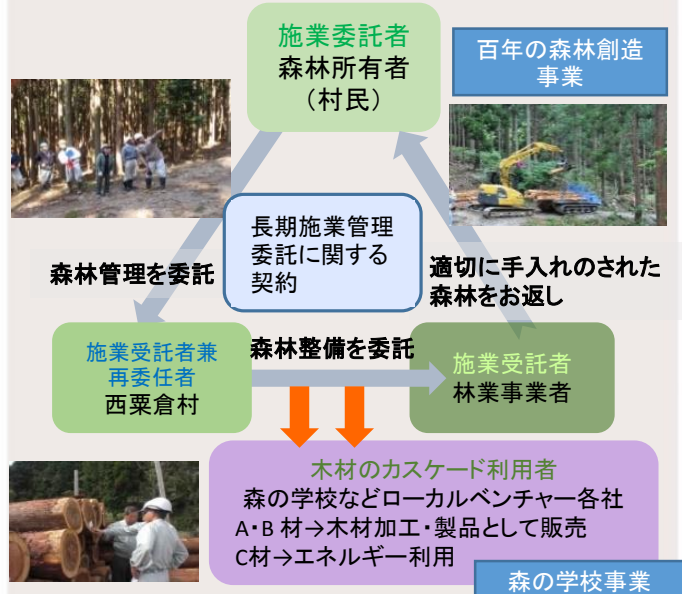 施業委託者
森林所有者
（村民）
百年の森林創造
事業
長期施業管理
委託に関する
契約
森林管理を委託
適切に手入れのされた
森林をお返し
施業受託者兼
再委任者
西粟倉村
森林整備を委託
施業受託者
林業事業者
木材のカスケード利用者
森の学校などローカルベンチャー各社
A・B 材→木材加工・製品として販売
C材→エネルギー利用
森の学校事業